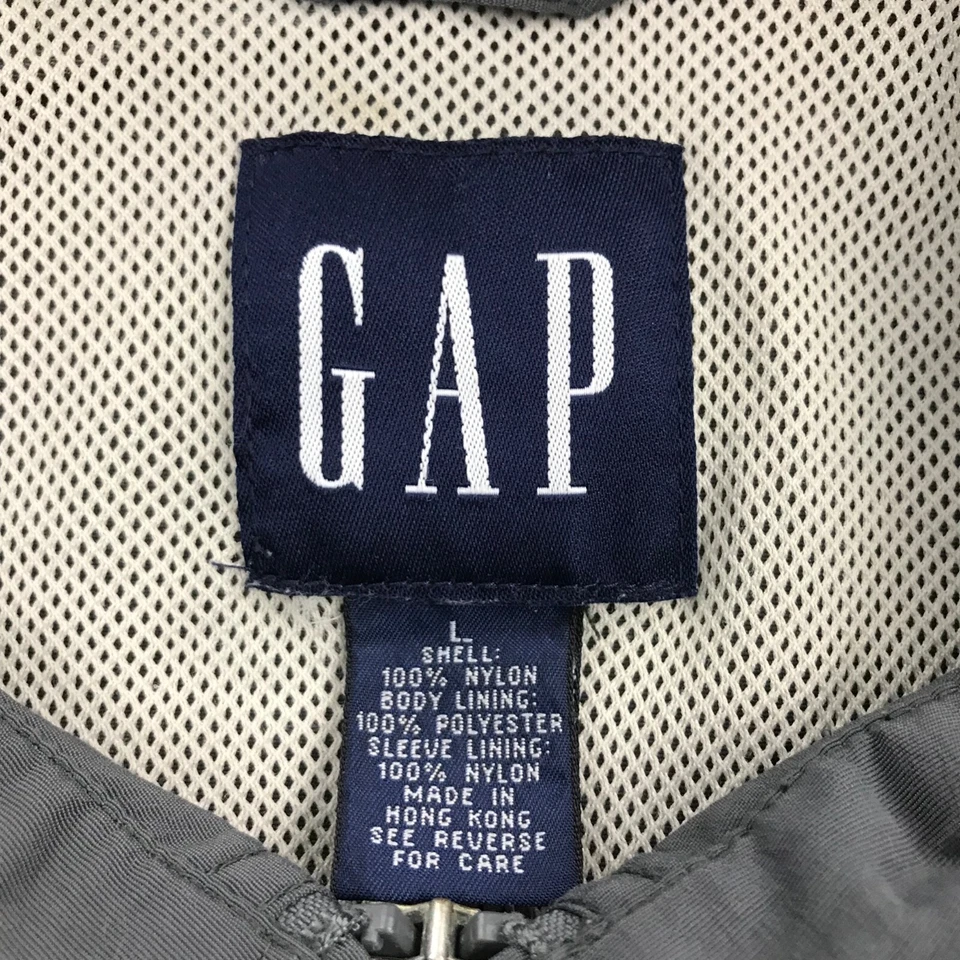 GAP
L
SHELL:
100% NYLON
BODY LINING:
100% POLYESTER
SLEEVE LINING:
100% NYLON
MADE IN
HONG KONG
SEE REVERSE
FOR CARE